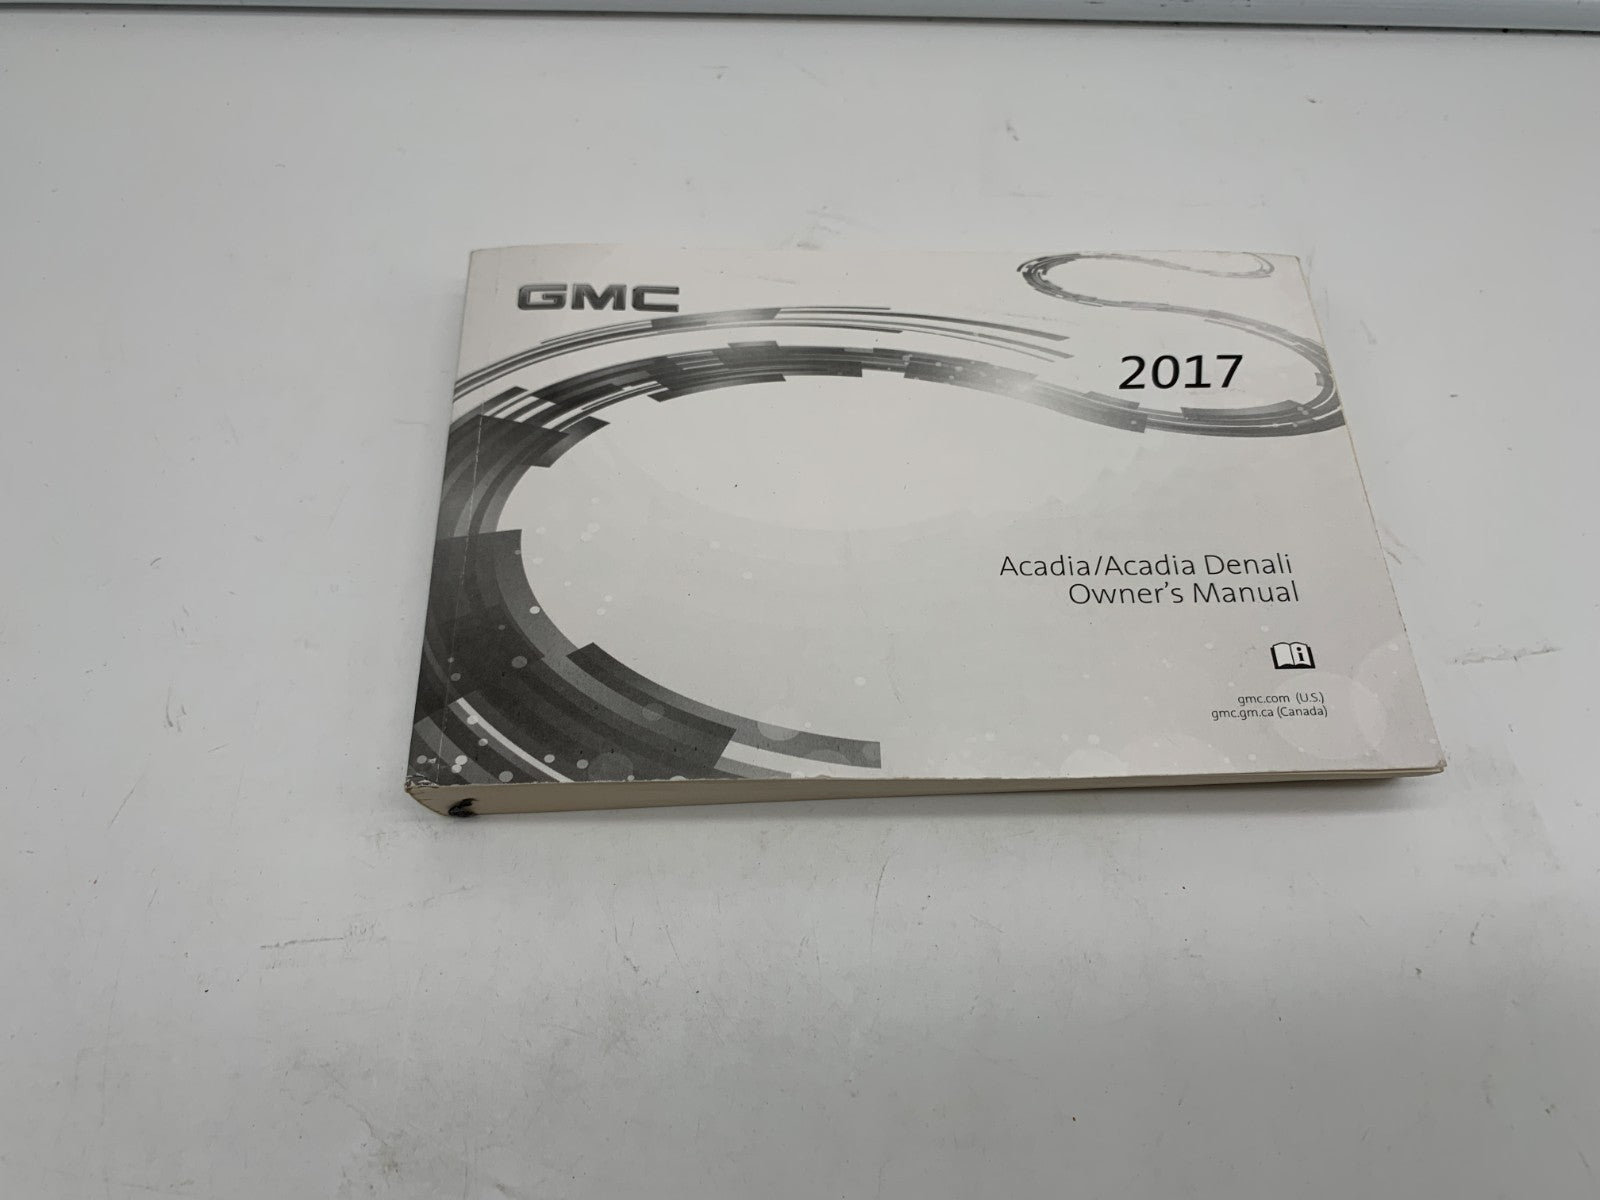 GMC
2017
Acadia/Acadia Denali
Owner's Manual
i
gmc.com (U.S.)
gmc.gm.ca (Canada)